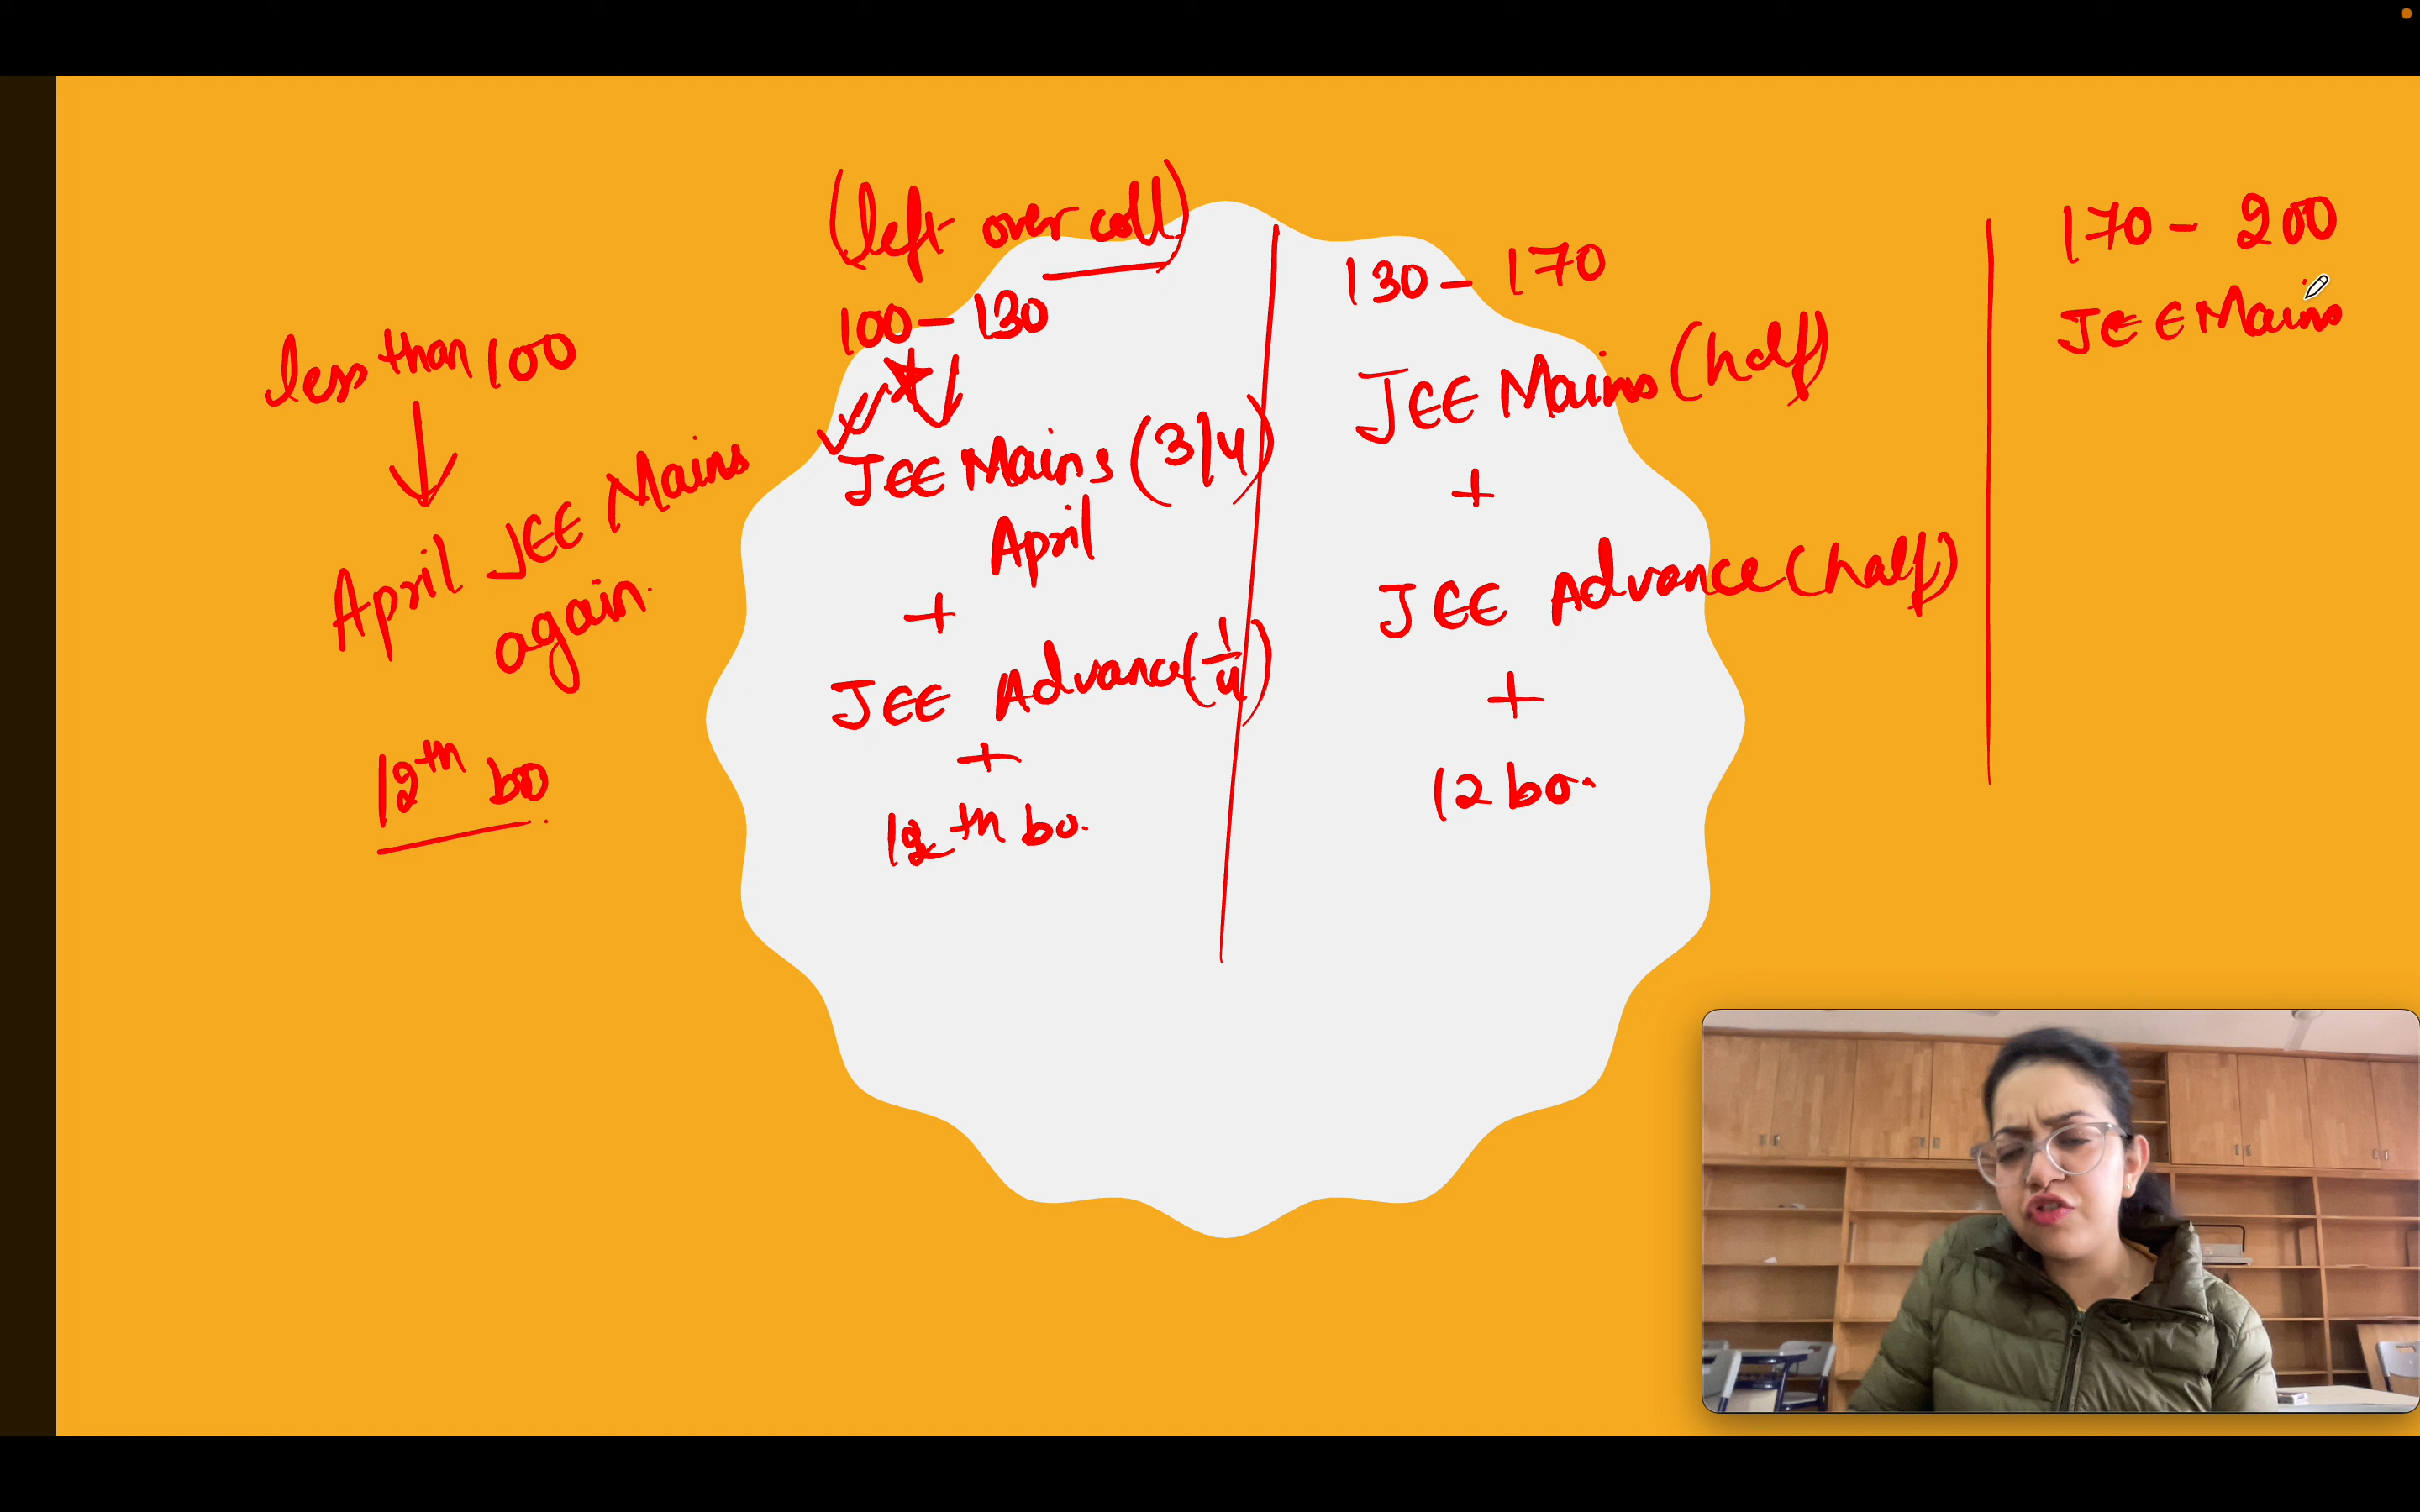 less than 100
April JEE Mains
again.
12th bo
(left over coll)
100-130
JEE Mains (3/4)
April
+
JEE Advance (1/4)
+
12th bo.
130-170
JEE Mains (half)
+
JEE Advance (half)
+
12 bo.
170-200
JEE Mains